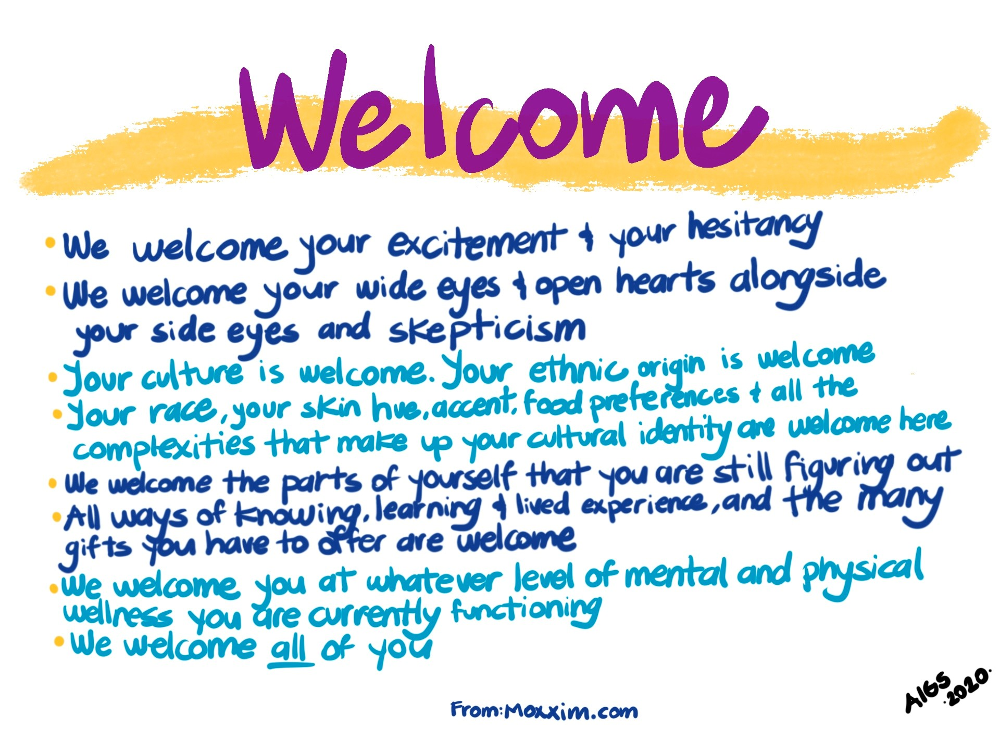 Welcome
• We welcome your excitement & your hesitancy
• We welcome your wide eyes & open hearts alongside
your side eyes and skepticism
• Your culture is welcome. Your ethnic origin is welcome
• Your race, your skin hue, accent, food preferences & all the
complexities that make up your cultural identity are welcome here
• We welcome the parts of yourself that you are still figuring out
• All ways of knowing, learning & lived experience, and the many
gifts you have to offer are welcome
• We welcome you at whatever level of mental and physical
wellness you are currently functioning
• We welcome all of you
AIGS
.2020.
From: Moxxim.com